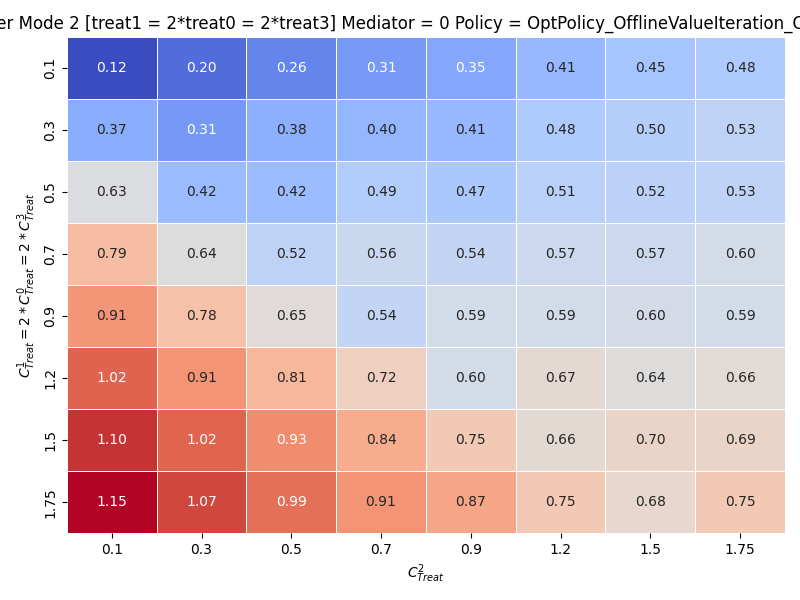 er Mode 2 [treat1 = 2*treat0 = 2*treat3] Mediator = 0 Policy = OptPolicy_OfflineValueIteration_
0.1 0.12 0.20 0.26 0.31 0.35 0.41 0.45 0.48
0.3 0.37 0.31 0.38 0.40 0.41 0.48 0.50 0.53
0.5 0.63 0.42 0.42 0.49 0.47 0.51 0.52 0.53
0.7 0.79 0.64 0.52 0.56 0.54 0.57 0.57 0.60
0.9 0.91 0.78 0.65 0.54 0.59 0.59 0.60 0.59
1.2 1.02 0.91 0.81 0.72 0.60 0.67 0.64 0.66
1.5 1.10 1.02 0.93 0.84 0.75 0.66 0.70 0.69
1.75 1.15 1.07 0.99 0.91 0.87 0.75 0.68 0.75
0.1 0.3 0.5 0.7 0.9 1.2 1.5 1.75
C^1_{Treat} = 2 * C^0_{Treat} = 2 * C^3_{Treat}
C^2_{Treat}